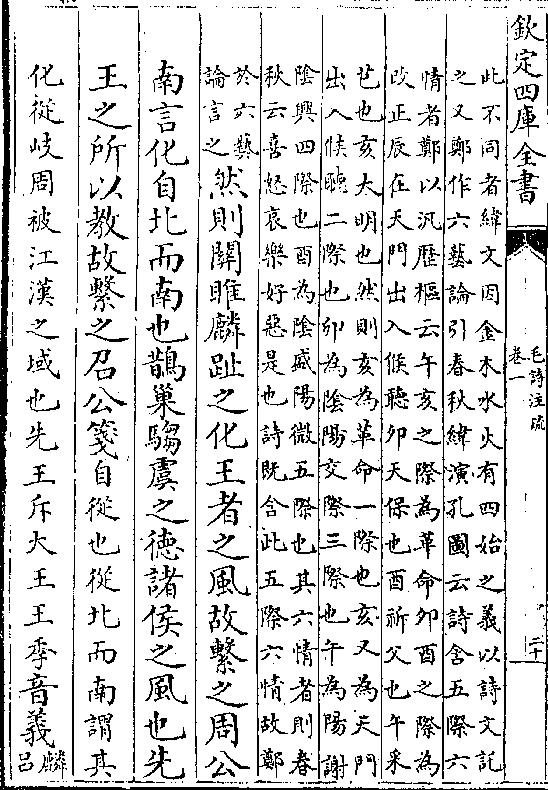 欽定四庫全書
毛詩注疏
卷一
二十
此不同者緯文因金木水火有四始之義以詩文託
之又鄭作六藝論引春秋緯演孔圖云詩含五際六
情者鄭以汎歷樞云午亥之際為革命卯酉之際為
改正辰在天門出入候聽卯天保也酉祈父也午采
芑也亥大明也然則亥為革命一際也亥又為天門
出入候聽二際也卯為陰陽交際三際也午為陽謝
陰興四際也酉為陰盛陽微五際也其六情者則春
秋云喜怒哀樂好惡是也詩既含此五際六情故鄭
於六藝
論言之
然則關雎麟趾之化王者之風故繫之周公
南言化自北而南也鵲巢騶虞之德諸侯之風也先
王之所以教故繫之召公箋自從也從北而南謂其
化從岐周被江漢之域也先王斥大王王季音義
麟
呂